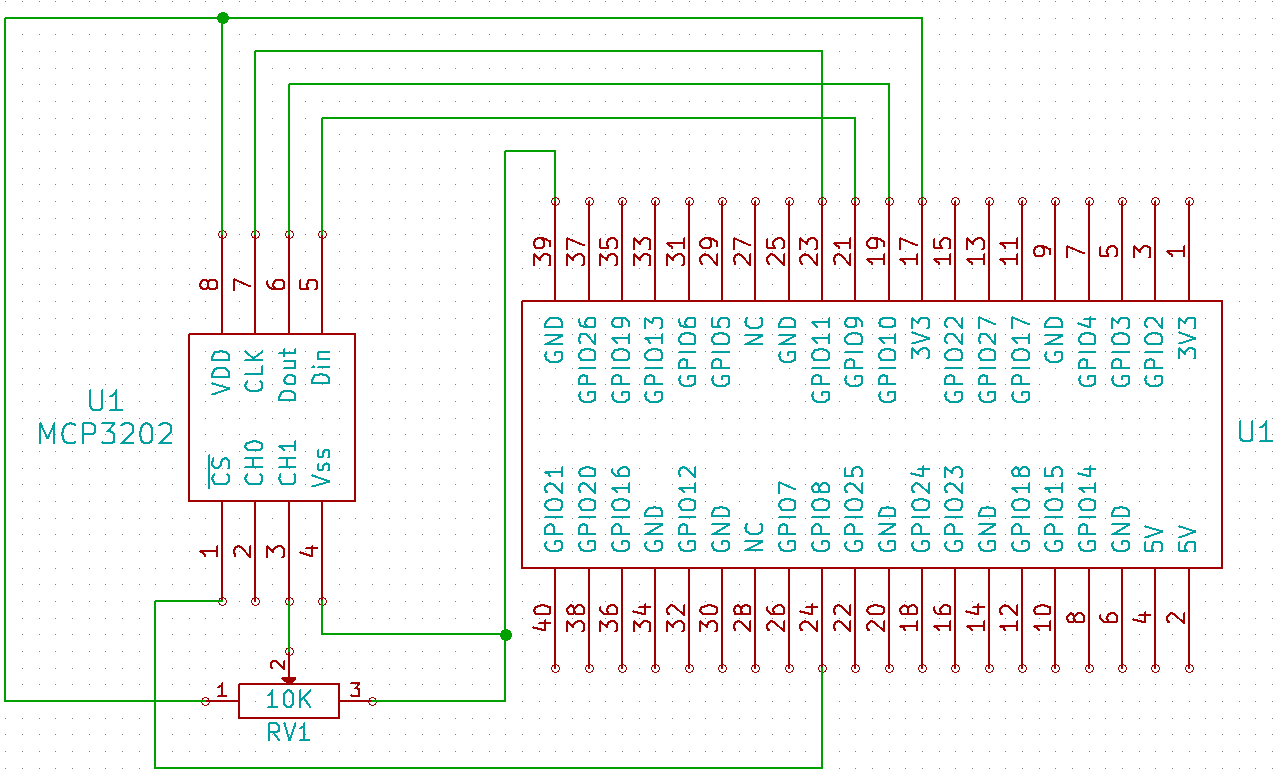 39 37 35 33 31 29 27 25 23 21 19 17 15 13 11 9 7 5 3 1
8 7 6 5
GND GPIO26 GPIO19 GPIO13 GPIO6 GPIO5 NC GND GPIO11 GPIO9 GPIO10 3V3 GPIO22 GPIO27 GPIO17 GND GPIO4 GPIO3 GPIO2 3V3
VDD CLK Dout Din
U1
MCP3202
U1
CS CH0 CH1 Vss
GPIO21 GPIO20 GPIO16 GND GPIO12 GND NC GPIO7 GPIO8 GPIO25 GND GPIO24 GPIO23 GND GPIO18 GPIO15 GPIO14 GND 5V 5V
1 2 3 4
40 38 36 34 32 30 28 26 24 22 20 18 16 14 12 10 8 6 4 2
2
1 10K 3
RV1